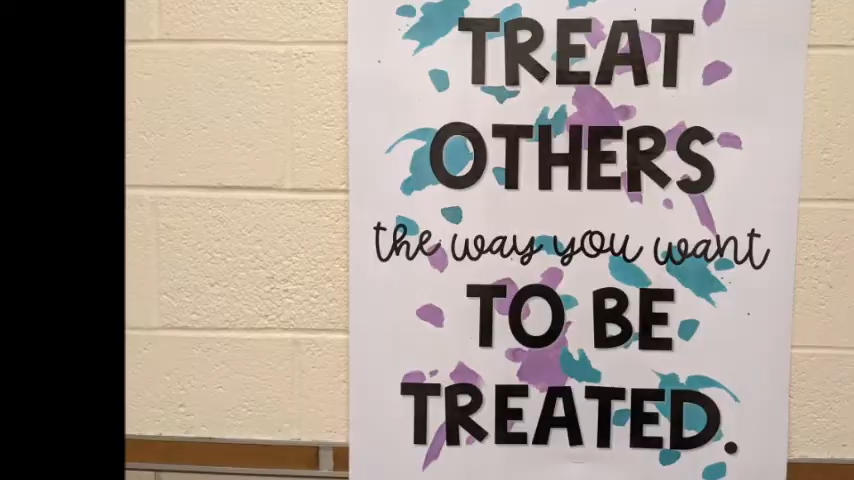 TREAT
OTHERS
the way you want
TO BE
TREATED.